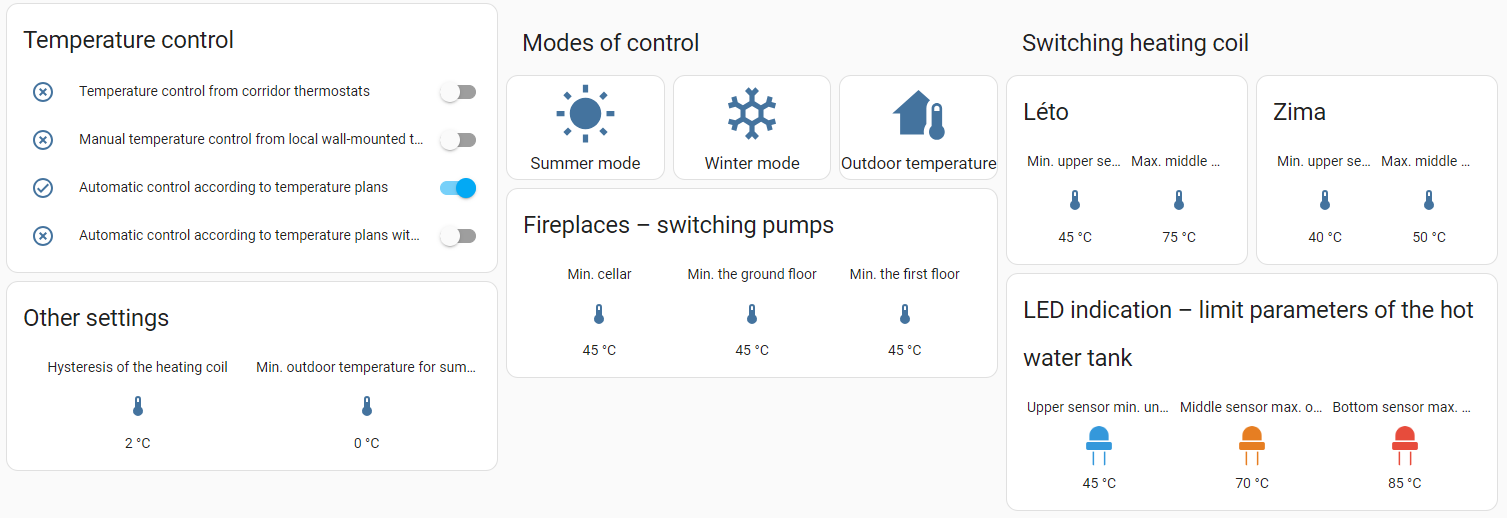 Temperature control
Temperature control from corridor thermostats
Manual temperature control from local wall-mounted t...
Automatic control according to temperature plans
Automatic control according to temperature plans wit...
Other settings
Hysteresis of the heating coil
Min. outdoor temperature for sum...
2 °C
0 °C
Modes of control
Summer mode
Winter mode
Outdoor temperature
Fireplaces – switching pumps
Min. cellar
Min. the ground floor
Min. the first floor
45 °C
45 °C
45 °C
Switching heating coil
Léto
Min. upper se...
Max. middle ...
45 °C
75 °C
Zima
Min. upper se...
Max. middle ...
40 °C
50 °C
LED indication – limit parameters of the hot
water tank
Upper sensor min. un...
Middle sensor max. o...
Bottom sensor max. ...
45 °C
70 °C
85 °C